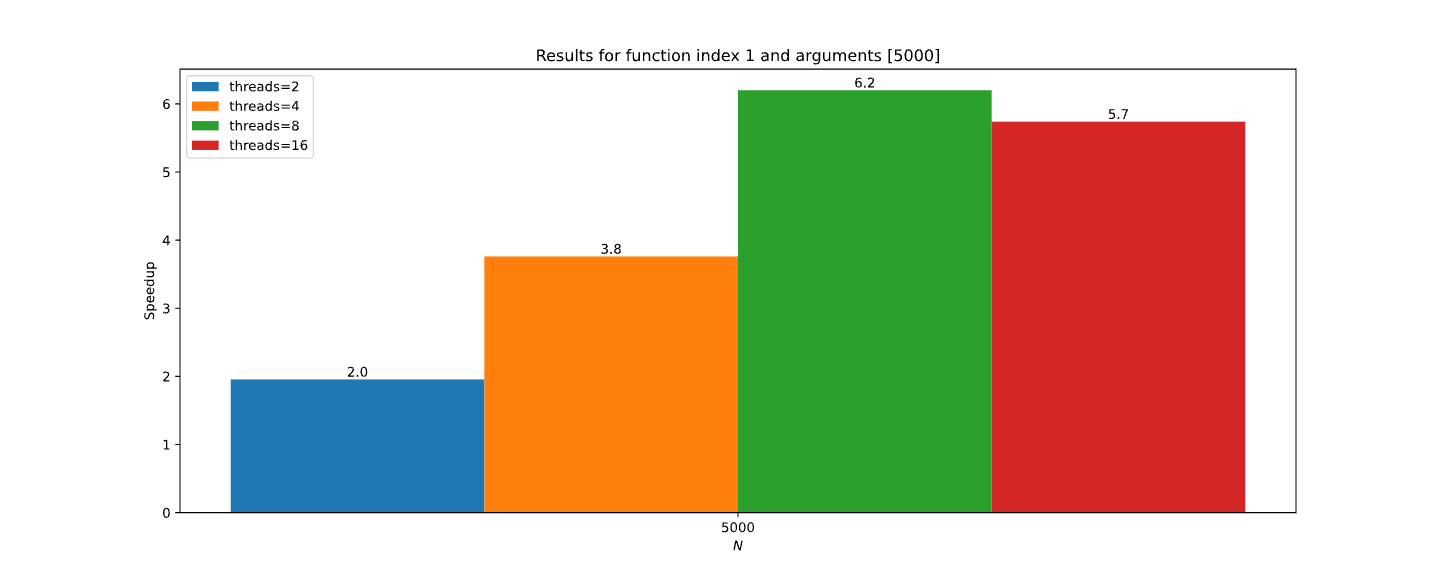 Results for function index 1 and arguments [5000]
threads=2
threads=4
threads=8
threads=16
6
5
4
3
2
1
0
Speedup
2.0
3.8
6.2
5.7
5000
N